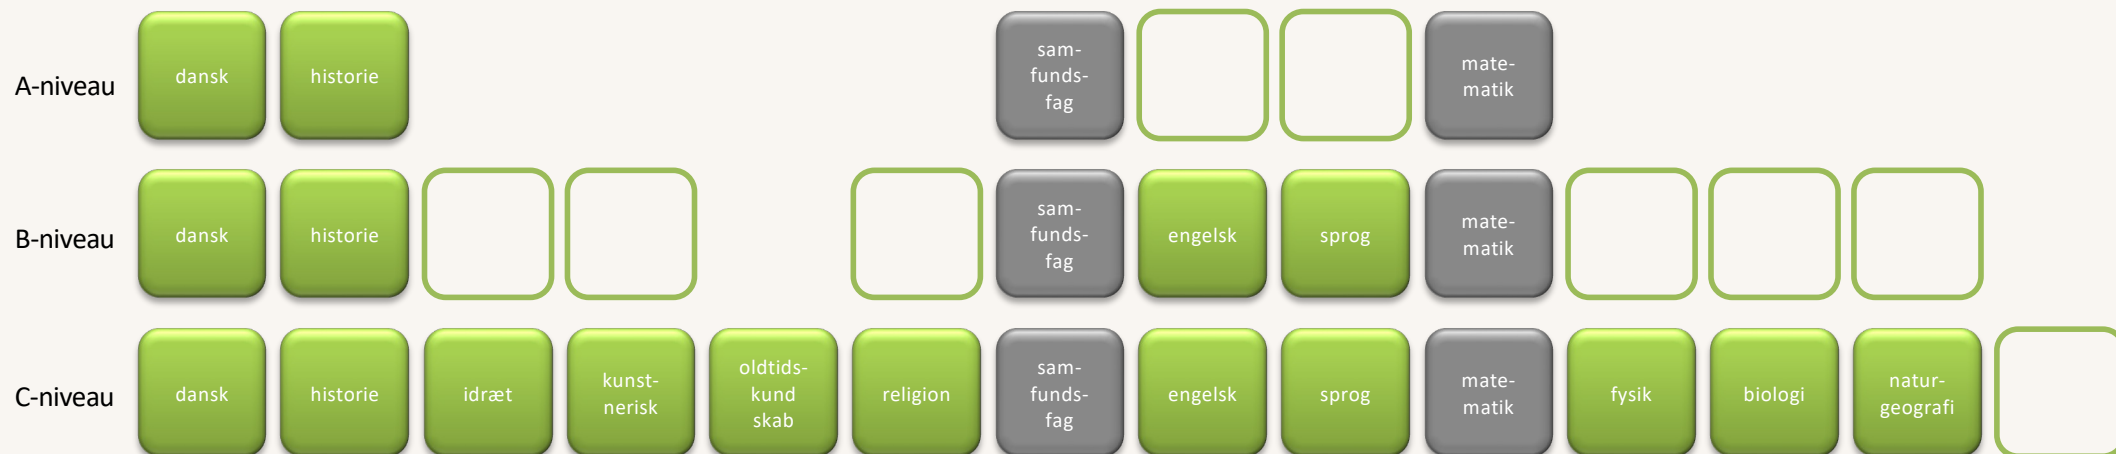 A-niveau
dansk
historie
sam-
funds-
fag
mate-
matik
B-niveau
dansk
historie
sam-
funds-
fag
engelsk
sprog
mate-
matik
C-niveau
dansk
historie
idræt
kunst-
nerisk
oldtids-
kund
skab
religion
sam-
funds-
fag
engelsk
sprog
mate-
matik
fysik
biologi
natur-
geografi